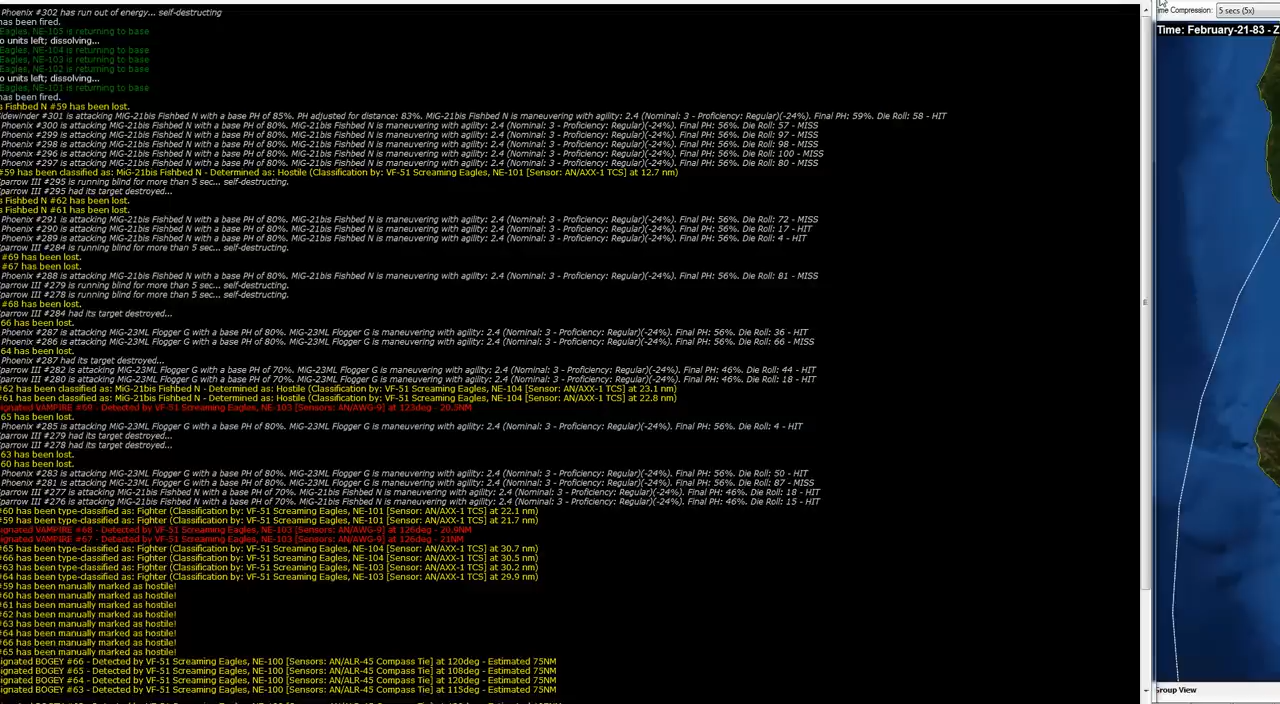 Phoenix #302 has run out of energy... self-destructing
has been fired.
Eagles, NE-105 is returning to base
o units left; dissolving...
Eagles, NE-104 is returning to base
Eagles, NE-103 is returning to base
Eagles, NE-102 is returning to base
o units left; dissolving...
Eagles, NE-101 is returning to base
has been fired.
s Fishbed N #59 has been lost.
idewinder #301 is attacking MiG-21bis Fishbed N with a base PH of 85%. PH adjusted for distance: 83%. MiG-21bis Fishbed N is maneuvering with agility: 2.4 (Nominal: 3 - Proficiency: Regular)(-24%). Final PH: 59%. Die Roll: 58 - HIT
Phoenix #300 is attacking MiG-21bis Fishbed N with a base PH of 80%. MiG-21bis Fishbed N is maneuvering with agility: 2.4 (Nominal: 3 - Proficiency: Regular)(-24%). Final PH: 56%. Die Roll: 57 - MISS
Phoenix #299 is attacking MiG-21bis Fishbed N with a base PH of 80%. MiG-21bis Fishbed N is maneuvering with agility: 2.4 (Nominal: 3 - Proficiency: Regular)(-24%). Final PH: 56%. Die Roll: 97 - MISS
Phoenix #298 is attacking MiG-21bis Fishbed N with a base PH of 80%. MiG-21bis Fishbed N is maneuvering with agility: 2.4 (Nominal: 3 - Proficiency: Regular)(-24%). Final PH: 56%. Die Roll: 98 - MISS
Phoenix #296 is attacking MiG-21bis Fishbed N with a base PH of 80%. MiG-21bis Fishbed N is maneuvering with agility: 2.4 (Nominal: 3 - Proficiency: Regular)(-24%). Final PH: 56%. Die Roll: 100 - MISS
Phoenix #297 is attacking MiG-21bis Fishbed N with a base PH of 80%. MiG-21bis Fishbed N is maneuvering with agility: 2.4 (Nominal: 3 - Proficiency: Regular)(-24%). Final PH: 56%. Die Roll: 80 - MISS
#59 has been classified as: MiG-21bis Fishbed N - Determined as: Hostile (Classification by: VF-51 Screaming Eagles, NE-101 [Sensor: AN/AXX-1 TCS] at 12.7 nm)
parrow III #295 is running blind for more than 5 sec... self-destructing.
parrow III #295 had its target destroyed...
s Fishbed N #62 has been lost.
s Fishbed N #61 has been lost.
Phoenix #291 is attacking MiG-21bis Fishbed N with a base PH of 80%. MiG-21bis Fishbed N is maneuvering with agility: 2.4 (Nominal: 3 - Proficiency: Regular)(-24%). Final PH: 56%. Die Roll: 72 - MISS
Phoenix #290 is attacking MiG-21bis Fishbed N with a base PH of 80%. MiG-21bis Fishbed N is maneuvering with agility: 2.4 (Nominal: 3 - Proficiency: Regular)(-24%). Final PH: 56%. Die Roll: 17 - HIT
Phoenix #289 is attacking MiG-21bis Fishbed N with a base PH of 80%. MiG-21bis Fishbed N is maneuvering with agility: 2.4 (Nominal: 3 - Proficiency: Regular)(-24%). Final PH: 56%. Die Roll: 4 - HIT
parrow III #284 is running blind for more than 5 sec... self-destructing.
#69 has been lost.
#67 has been lost.
Phoenix #288 is attacking MiG-21bis Fishbed N with a base PH of 80%. MiG-21bis Fishbed N is maneuvering with agility: 2.4 (Nominal: 3 - Proficiency: Regular)(-24%). Final PH: 56%. Die Roll: 81 - MISS
parrow III #279 is running blind for more than 5 sec... self-destructing.
parrow III #278 is running blind for more than 5 sec... self-destructing.
#68 has been lost.
parrow III #284 had its target destroyed...
66 has been lost.
Phoenix #287 is attacking MiG-23ML Flogger G with a base PH of 80%. MiG-23ML Flogger G is maneuvering with agility: 2.4 (Nominal: 3 - Proficiency: Regular)(-24%). Final PH: 56%. Die Roll: 36 - HIT
Phoenix #286 is attacking MiG-23ML Flogger G with a base PH of 80%. MiG-23ML Flogger G is maneuvering with agility: 2.4 (Nominal: 3 - Proficiency: Regular)(-24%). Final PH: 56%. Die Roll: 66 - MISS
64 has been lost.
Phoenix #287 had its target destroyed...
parrow III #282 is attacking MiG-23ML Flogger G with a base PH of 70%. MiG-23ML Flogger G is maneuvering with agility: 2.4 (Nominal: 3 - Proficiency: Regular)(-24%). Final PH: 46%. Die Roll: 44 - HIT
parrow III #280 is attacking MiG-23ML Flogger G with a base PH of 70%. MiG-23ML Flogger G is maneuvering with agility: 2.4 (Nominal: 3 - Proficiency: Regular)(-24%). Final PH: 46%. Die Roll: 18 - HIT
#62 has been classified as: MiG-21bis Fishbed N - Determined as: Hostile (Classification by: VF-51 Screaming Eagles, NE-104 [Sensor: AN/AXX-1 TCS] at 23.1 nm)
#61 has been classified as: MiG-21bis Fishbed N - Determined as: Hostile (Classification by: VF-51 Screaming Eagles, NE-104 [Sensor: AN/AXX-1 TCS] at 22.8 nm)
signated VAMPIRE #69 - Detected by VF-51 Screaming Eagles, NE-103 [Sensors: AN/AWG-9] at 123deg - 20.5NM
65 has been lost.
Phoenix #285 is attacking MiG-23ML Flogger G with a base PH of 80%. MiG-23ML Flogger G is maneuvering with agility: 2.4 (Nominal: 3 - Proficiency: Regular)(-24%). Final PH: 56%. Die Roll: 4 - HIT
parrow III #279 had its target destroyed...
parrow III #278 had its target destroyed...
63 has been lost.
60 has been lost.
Phoenix #283 is attacking MiG-23ML Flogger G with a base PH of 80%. MiG-23ML Flogger G is maneuvering with agility: 2.4 (Nominal: 3 - Proficiency: Regular)(-24%). Final PH: 56%. Die Roll: 50 - HIT
Phoenix #281 is attacking MiG-23ML Flogger G with a base PH of 80%. MiG-23ML Flogger G is maneuvering with agility: 2.4 (Nominal: 3 - Proficiency: Regular)(-24%). Final PH: 56%. Die Roll: 87 - MISS
parrow III #277 is attacking MiG-21bis Fishbed N with a base PH of 70%. MiG-21bis Fishbed N is maneuvering with agility: 2.4 (Nominal: 3 - Proficiency: Regular)(-24%). Final PH: 46%. Die Roll: 18 - HIT
parrow III #276 is attacking MiG-21bis Fishbed N with a base PH of 70%. MiG-21bis Fishbed N is maneuvering with agility: 2.4 (Nominal: 3 - Proficiency: Regular)(-24%). Final PH: 46%. Die Roll: 15 - HIT
#60 has been type-classified as: Fighter (Classification by: VF-51 Screaming Eagles, NE-101 [Sensor: AN/AXX-1 TCS] at 22.1 nm)
#59 has been type-classified as: Fighter (Classification by: VF-51 Screaming Eagles, NE-101 [Sensor: AN/AXX-1 TCS] at 21.7 nm)
signated VAMPIRE #68 - Detected by VF-51 Screaming Eagles, NE-103 [Sensors: AN/AWG-9] at 126deg - 20.9NM
signated VAMPIRE #67 - Detected by VF-51 Screaming Eagles, NE-103 [Sensors: AN/AWG-9] at 126deg - 21NM
#65 has been type-classified as: Fighter (Classification by: VF-51 Screaming Eagles, NE-104 [Sensor: AN/AXX-1 TCS] at 30.7 nm)
#66 has been type-classified as: Fighter (Classification by: VF-51 Screaming Eagles, NE-104 [Sensor: AN/AXX-1 TCS] at 30.5 nm)
#63 has been type-classified as: Fighter (Classification by: VF-51 Screaming Eagles, NE-103 [Sensor: AN/AXX-1 TCS] at 30.2 nm)
#64 has been type-classified as: Fighter (Classification by: VF-51 Screaming Eagles, NE-103 [Sensor: AN/AXX-1 TCS] at 29.9 nm)
#59 has been manually marked as hostile!
#60 has been manually marked as hostile!
#61 has been manually marked as hostile!
#62 has been manually marked as hostile!
#63 has been manually marked as hostile!
#64 has been manually marked as hostile!
#66 has been manually marked as hostile!
#65 has been manually marked as hostile!
signated BOGEY #66 - Detected by VF-51 Screaming Eagles, NE-100 [Sensors: AN/ALR-45 Compass Tie] at 120deg - Estimated 75NM
signated BOGEY #65 - Detected by VF-51 Screaming Eagles, NE-100 [Sensors: AN/ALR-45 Compass Tie] at 108deg - Estimated 75NM
signated BOGEY #64 - Detected by VF-51 Screaming Eagles, NE-100 [Sensors: AN/ALR-45 Compass Tie] at 120deg - Estimated 75NM
signated BOGEY #63 - Detected by VF-51 Screaming Eagles, NE-100 [Sensors: AN/ALR-45 Compass Tie] at 115deg - Estimated 75NM
me Compression: 5 secs (5x)
Time: February-21-83 - Z
Group View